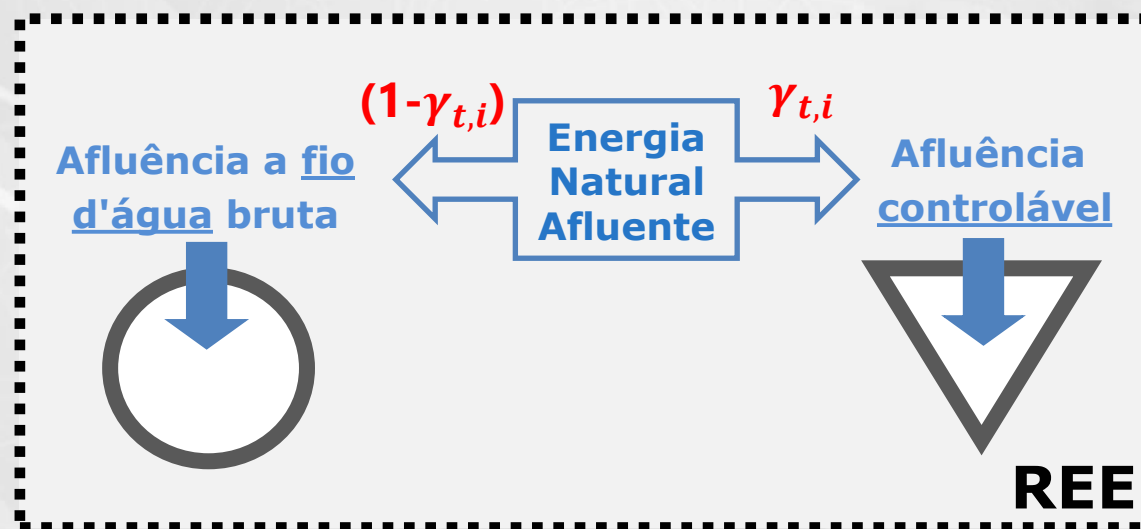 (1-γt,i)
γt,i
Afluência a fio
d'água bruta
Energia
Natural
Afluente
Afluência
controlável
REE